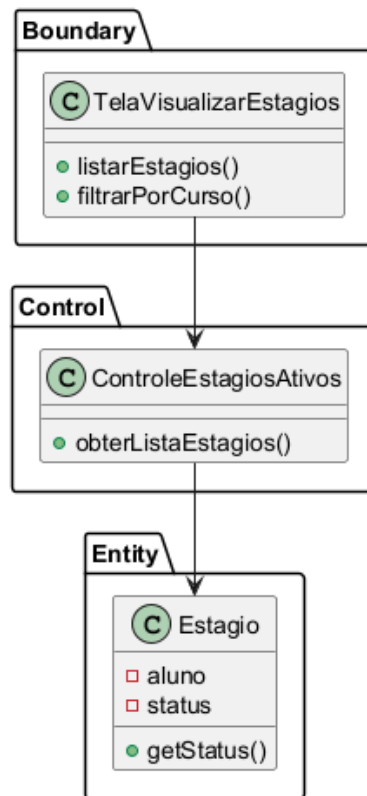 Boundary
C TelaVisualizarEstagios
listarEstagios()
filtrarPorCurso()
Control
C ControleEstagiosAtivos
obterListaEstagios()
Entity
C Estagio
aluno
status
getStatus()